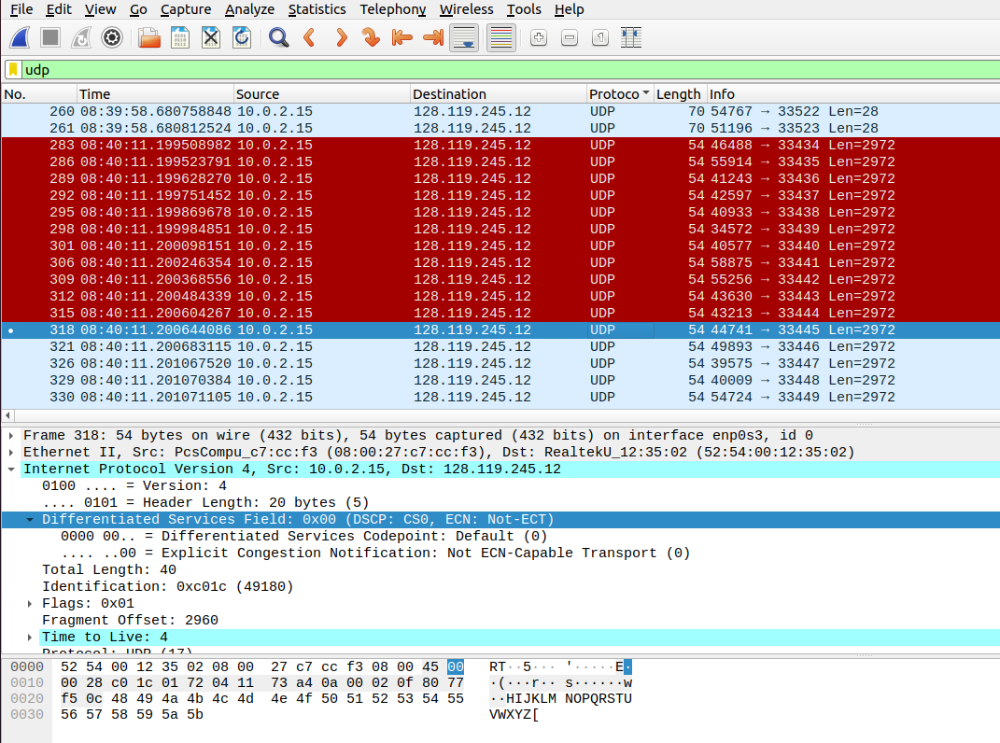 File Edit View Go Capture Analyze Statistics Telephony Wireless Tools Help
udp
No. Time Source Destination Protoco Length Info
260 08:39:58.680758848 10.0.2.15 128.119.245.12 UDP 70 54767 → 33522 Len=28
261 08:39:58.680812524 10.0.2.15 128.119.245.12 UDP 70 51196 → 33523 Len=28
283 08:40:11.199508982 10.0.2.15 128.119.245.12 UDP 54 46488 → 33434 Len=2972
286 08:40:11.199523791 10.0.2.15 128.119.245.12 UDP 54 55914 → 33435 Len=2972
289 08:40:11.199628270 10.0.2.15 128.119.245.12 UDP 54 41243 → 33436 Len=2972
292 08:40:11.199751452 10.0.2.15 128.119.245.12 UDP 54 42597 → 33437 Len=2972
295 08:40:11.199869678 10.0.2.15 128.119.245.12 UDP 54 40933 → 33438 Len=2972
298 08:40:11.199984851 10.0.2.15 128.119.245.12 UDP 54 34572 → 33439 Len=2972
301 08:40:11.200098151 10.0.2.15 128.119.245.12 UDP 54 40577 → 33440 Len=2972
306 08:40:11.200246354 10.0.2.15 128.119.245.12 UDP 54 58875 → 33441 Len=2972
309 08:40:11.200368556 10.0.2.15 128.119.245.12 UDP 54 55256 → 33442 Len=2972
312 08:40:11.200484339 10.0.2.15 128.119.245.12 UDP 54 43630 → 33443 Len=2972
315 08:40:11.200604267 10.0.2.15 128.119.245.12 UDP 54 43213 → 33444 Len=2972
318 08:40:11.200644086 10.0.2.15 128.119.245.12 UDP 54 44741 → 33445 Len=2972
321 08:40:11.200683115 10.0.2.15 128.119.245.12 UDP 54 49893 → 33446 Len=2972
326 08:40:11.201067520 10.0.2.15 128.119.245.12 UDP 54 39575 → 33447 Len=2972
329 08:40:11.201070384 10.0.2.15 128.119.245.12 UDP 54 40009 → 33448 Len=2972
330 08:40:11.201071105 10.0.2.15 128.119.245.12 UDP 54 54724 → 33449 Len=2972
Frame 318: 54 bytes on wire (432 bits), 54 bytes captured (432 bits) on interface enp0s3, id 0
Ethernet II, Src: PcsCompu_c7:cc:f3 (08:00:27:c7:cc:f3), Dst: RealtekU_12:35:02 (52:54:00:12:35:02)
Internet Protocol Version 4, Src: 10.0.2.15, Dst: 128.119.245.12
0100 .... = Version: 4
.... 0101 = Header Length: 20 bytes (5)
Differentiated Services Field: 0x00 (DSCP: CS0, ECN: Not-ECT)
0000 00.. = Differentiated Services Codepoint: Default (0)
.... ..00 = Explicit Congestion Notification: Not ECN-Capable Transport (0)
Total Length: 40
Identification: 0xc01c (49180)
Flags: 0x01
Fragment Offset: 2960
Time to Live: 4
Protocol: UDP (17)
0000 52 54 00 12 35 02 08 00 27 c7 cc f3 08 00 45 00 RT··5··· '·····E·
0010 00 28 c0 1c 01 72 04 11 73 a4 0a 00 02 0f 80 77 ·(···r·· s······w
0020 f5 0c 48 49 4a 4b 4c 4d 4e 4f 50 51 52 53 54 55 ··HIJKLM NOPQRSTU
0030 56 57 58 59 5a 5b VWXYZ[